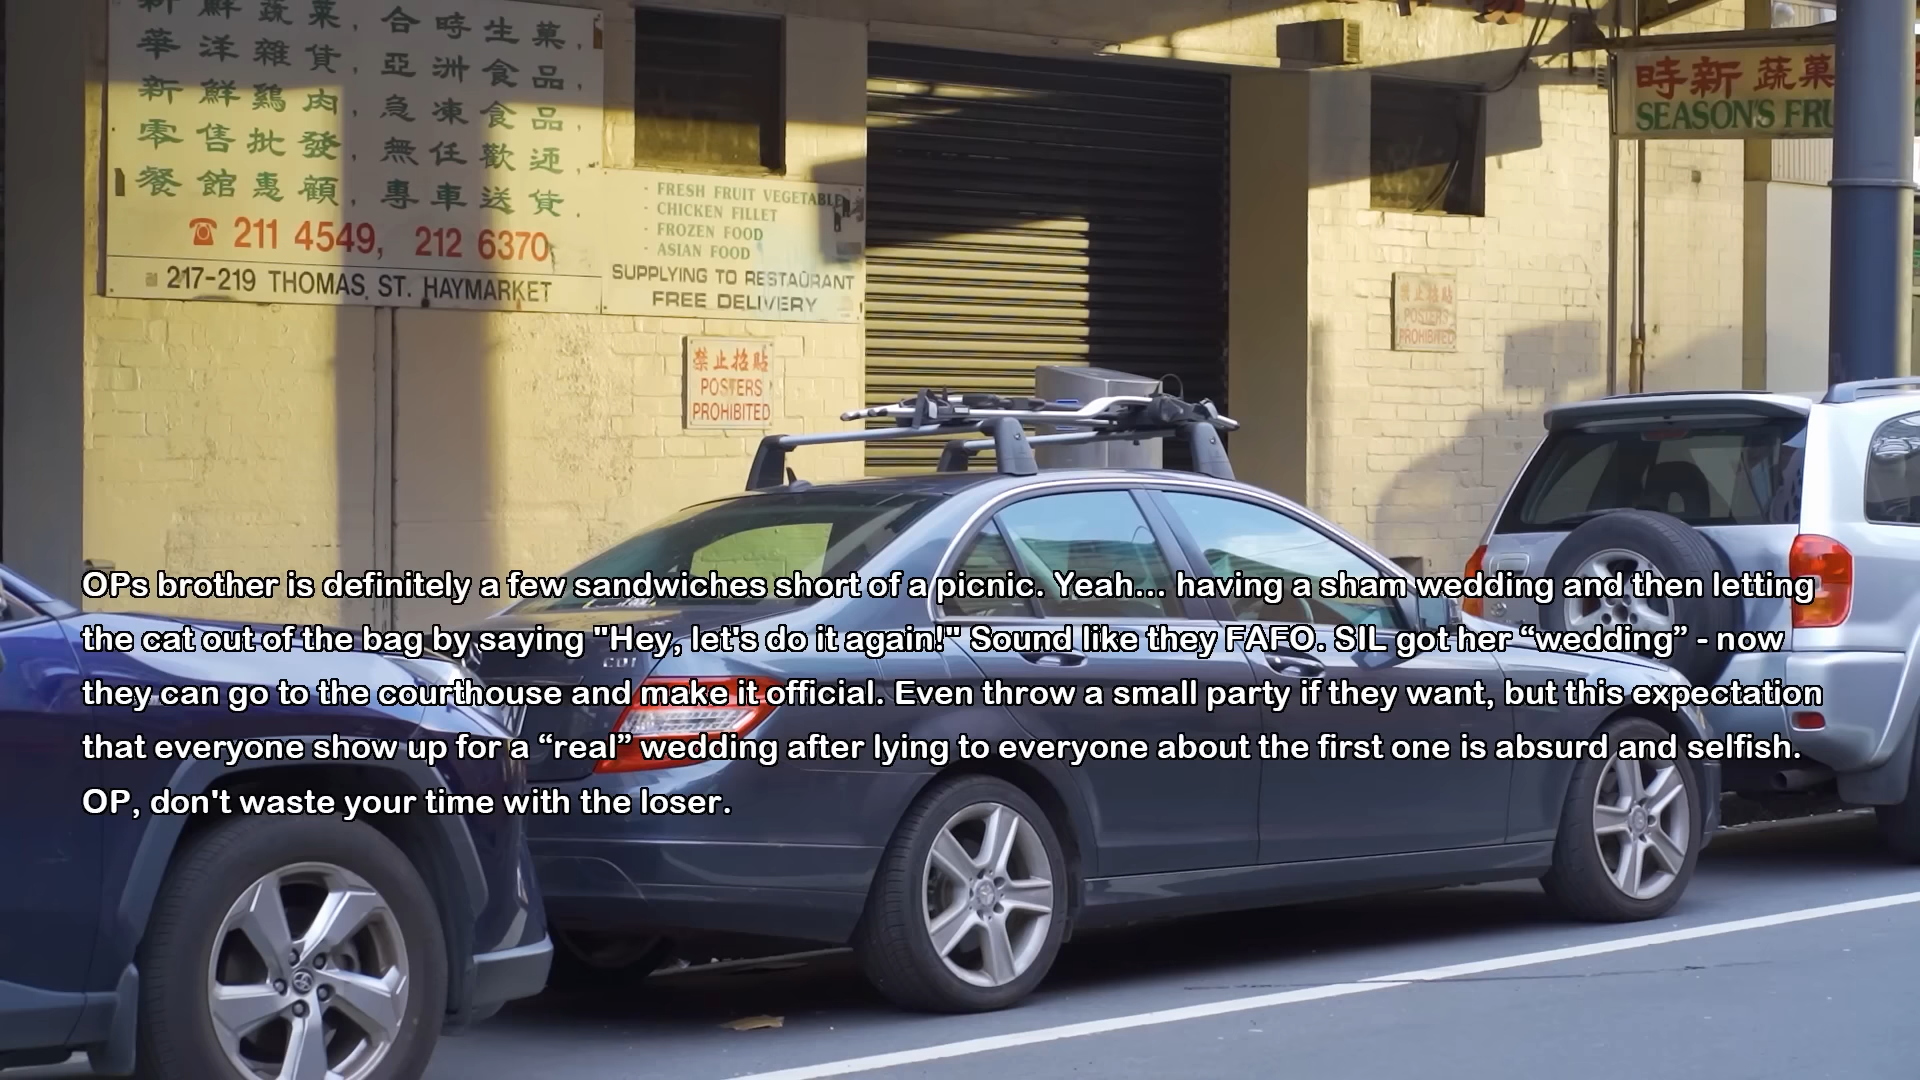 新鮮蔬菜，合時生菓，
華洋雜貨，亞洲食品，
新鮮鷄肉，急凍食品，
零售批發，無任歡迎，
餐館惠顧，專車送貨．
☎ 211 4549, 212 6370
217-219 THOMAS. ST. HAYMARKET
- FRESH FRUIT VEGETABLE
- CHICKEN FILLET
- FROZEN FOOD
- ASIAN FOOD
SUPPLYING TO RESTAURANT
FREE DELIVERY
禁止招貼
POSTERS
PROHIBITED
禁止招貼
POSTERS
PROHIBITED
時新蔬菓
SEASON'S FRU
CDI
OPs brother is definitely a few sandwiches short of a picnic. Yeah... having a sham wedding and then letting
the cat out of the bag by saying "Hey, let's do it again!" Sound like they FAFO. SIL got her “wedding” - now
they can go to the courthouse and make it official. Even throw a small party if they want, but this expectation
that everyone show up for a “real” wedding after lying to everyone about the first one is absurd and selfish.
OP, don't waste your time with the loser.